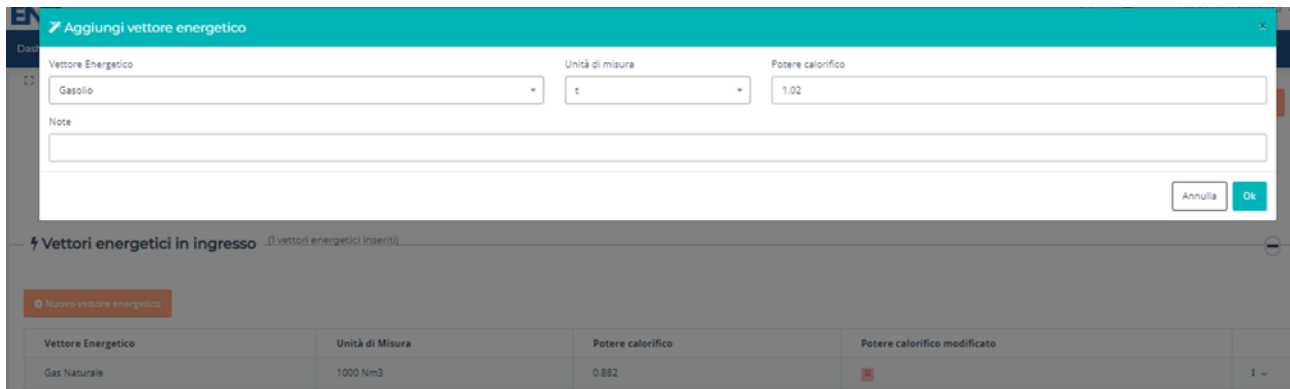 EN
Aggiungi vettore energetico
×
Dash
Vettore Energetico Unità di misura Potere calorifico
Gasolio t 1.02
Note
Annulla Ok
Vettori energetici in ingresso (1 vettori energetici inseriti)
Nuovo vettore energetico
Vettore Energetico Unità di Misura Potere calorifico Potere calorifico modificato
Gas Naturale 1000 Nm3 0.882